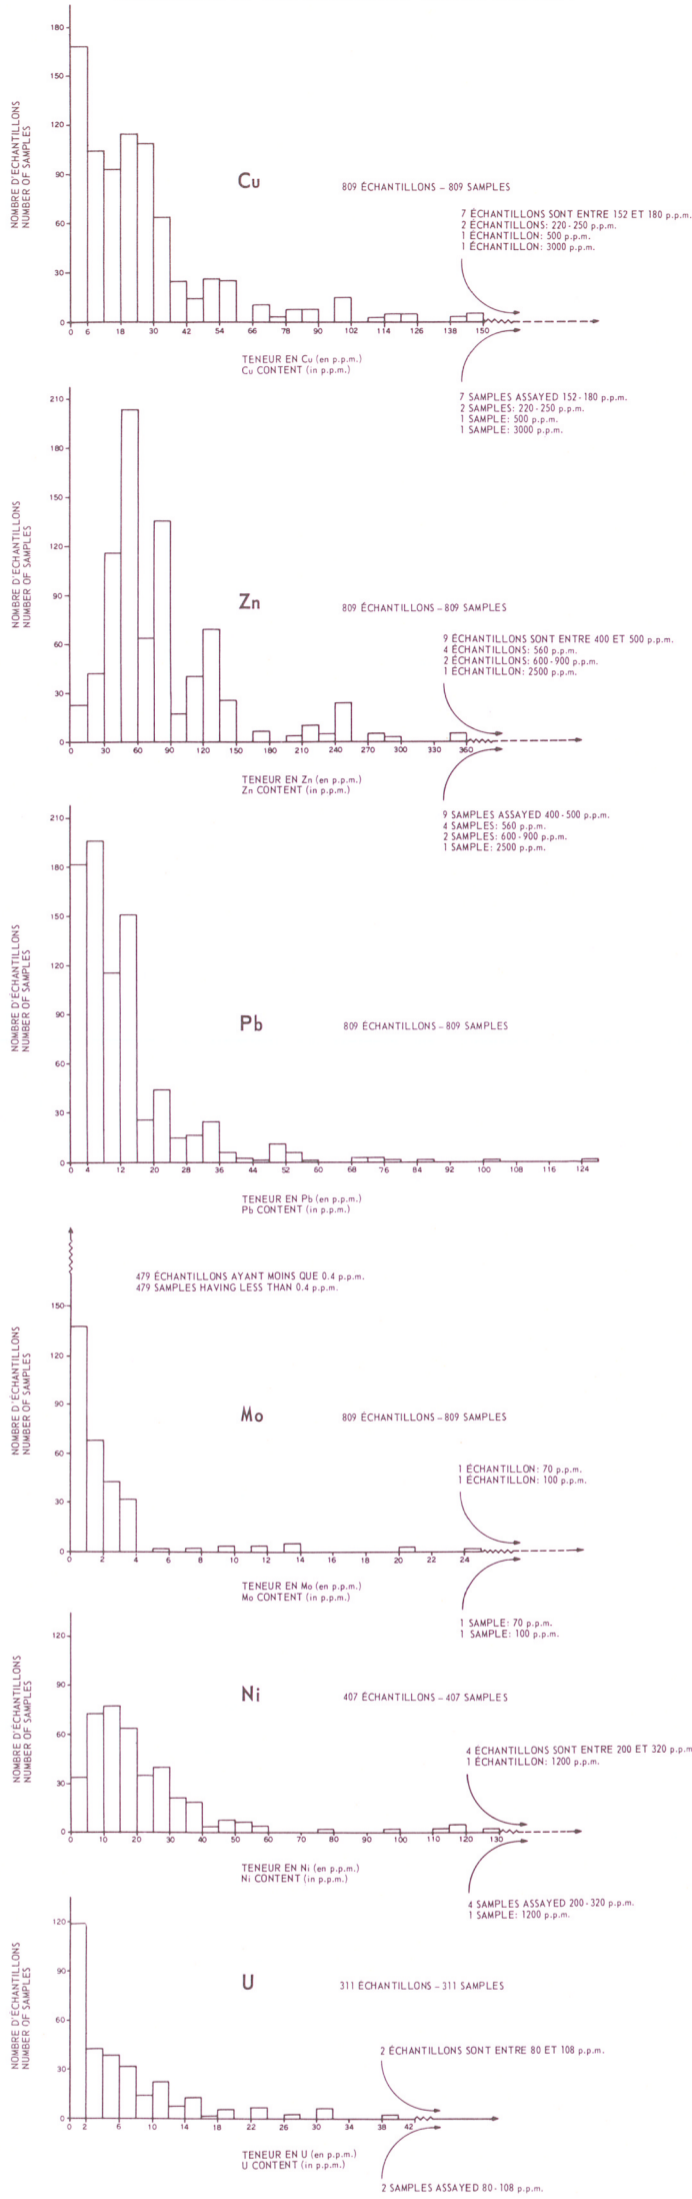 180
150
120
90
60
30
0
NOMBRE D'ECHANTILLONS
NUMBER OF SAMPLES
Cu
809 ÉCHANTILLONS – 809 SAMPLES
7 ÉCHANTILLONS SONT ENTRE 152 ET 180 p.p.m.
2 ÉCHANTILLONS: 220-250 p.p.m.
1 ÉCHANTILLON: 500 p.p.m.
1 ÉCHANTILLON: 3000 p.p.m.
0 6 18 30 42 54 66 78 90 102 114 126 138 150
TENEUR EN Cu (en p.p.m.)
Cu CONTENT (in p.p.m.)
7 SAMPLES ASSAYED 152-180 p.p.m.
2 SAMPLES: 220-250 p.p.m.
1 SAMPLE: 500 p.p.m.
1 SAMPLE: 3000 p.p.m.
210
180
150
120
90
60
30
0
NOMBRE D'ECHANTILLONS
NUMBER OF SAMPLES
Zn
809 ÉCHANTILLONS – 809 SAMPLES
9 ÉCHANTILLONS SONT ENTRE 400 ET 500 p.p.m.
4 ÉCHANTILLONS: 560 p.p.m.
2 ÉCHANTILLONS: 600-900 p.p.m.
1 ÉCHANTILLON: 2500 p.p.m.
0 30 60 90 120 150 180 210 240 270 300 330 360
TENEUR EN Zn (en p.p.m.)
Zn CONTENT (in p.p.m.)
9 SAMPLES ASSAYED 400-500 p.p.m.
4 SAMPLES: 560 p.p.m.
2 SAMPLES: 600-900 p.p.m.
1 SAMPLE: 2500 p.p.m.
210
180
150
120
90
60
30
0
NOMBRE D'ÉCHANTILLONS
NUMBER OF SAMPLES
Pb
809 ÉCHANTILLONS – 809 SAMPLES
0 4 12 20 28 36 44 52 60 68 76 84 92 100 108 116 124
TENEUR EN Pb (en p.p.m.)
Pb CONTENT (in p.p.m.)
479 ÉCHANTILLONS AYANT MOINS QUE 0.4 p.p.m.
479 SAMPLES HAVING LESS THAN 0.4 p.p.m.
150
120
90
60
30
0
NOMBRE D'ÉCHANTILLONS
NUMBER OF SAMPLES
Mo
809 ÉCHANTILLONS – 809 SAMPLES
1 ÉCHANTILLON: 70 p.p.m.
1 ÉCHANTILLON: 100 p.p.m.
0 2 4 6 8 10 12 14 16 18 20 22 24
TENEUR EN Mo (en p.p.m.)
Mo CONTENT (in p.p.m.)
1 SAMPLE: 70 p.p.m.
1 SAMPLE: 100 p.p.m.
120
90
60
30
0
NOMBRE D'ÉCHANTILLONS
NUMBER OF SAMPLES
Ni
407 ÉCHANTILLONS – 407 SAMPLES
4 ÉCHANTILLONS SONT ENTRE 200 ET 320 p.p.m
1 ÉCHANTILLON: 1200 p.p.m.
0 10 20 30 40 50 60 70 80 90 100 110 120 130
TENEUR EN Ni (en p.p.m.)
Ni CONTENT (in p.p.m.)
4 SAMPLES ASSAYED 200-320 p.p.m.
1 SAMPLE: 1200 p.p.m.
120
90
60
30
0
NOMBRE D'ÉCHANTILLONS
NUMBER OF SAMPLES
U
311 ÉCHANTILLONS – 311 SAMPLES
2 ÉCHANTILLONS SONT ENTRE 80 ET 108 p.p.m.
0 2 6 10 14 18 22 26 30 34 38 42
TENEUR EN U (en p.p.m.)
U CONTENT (in p.p.m.)
2 SAMPLES ASSAYED 80-108 p.p.m.